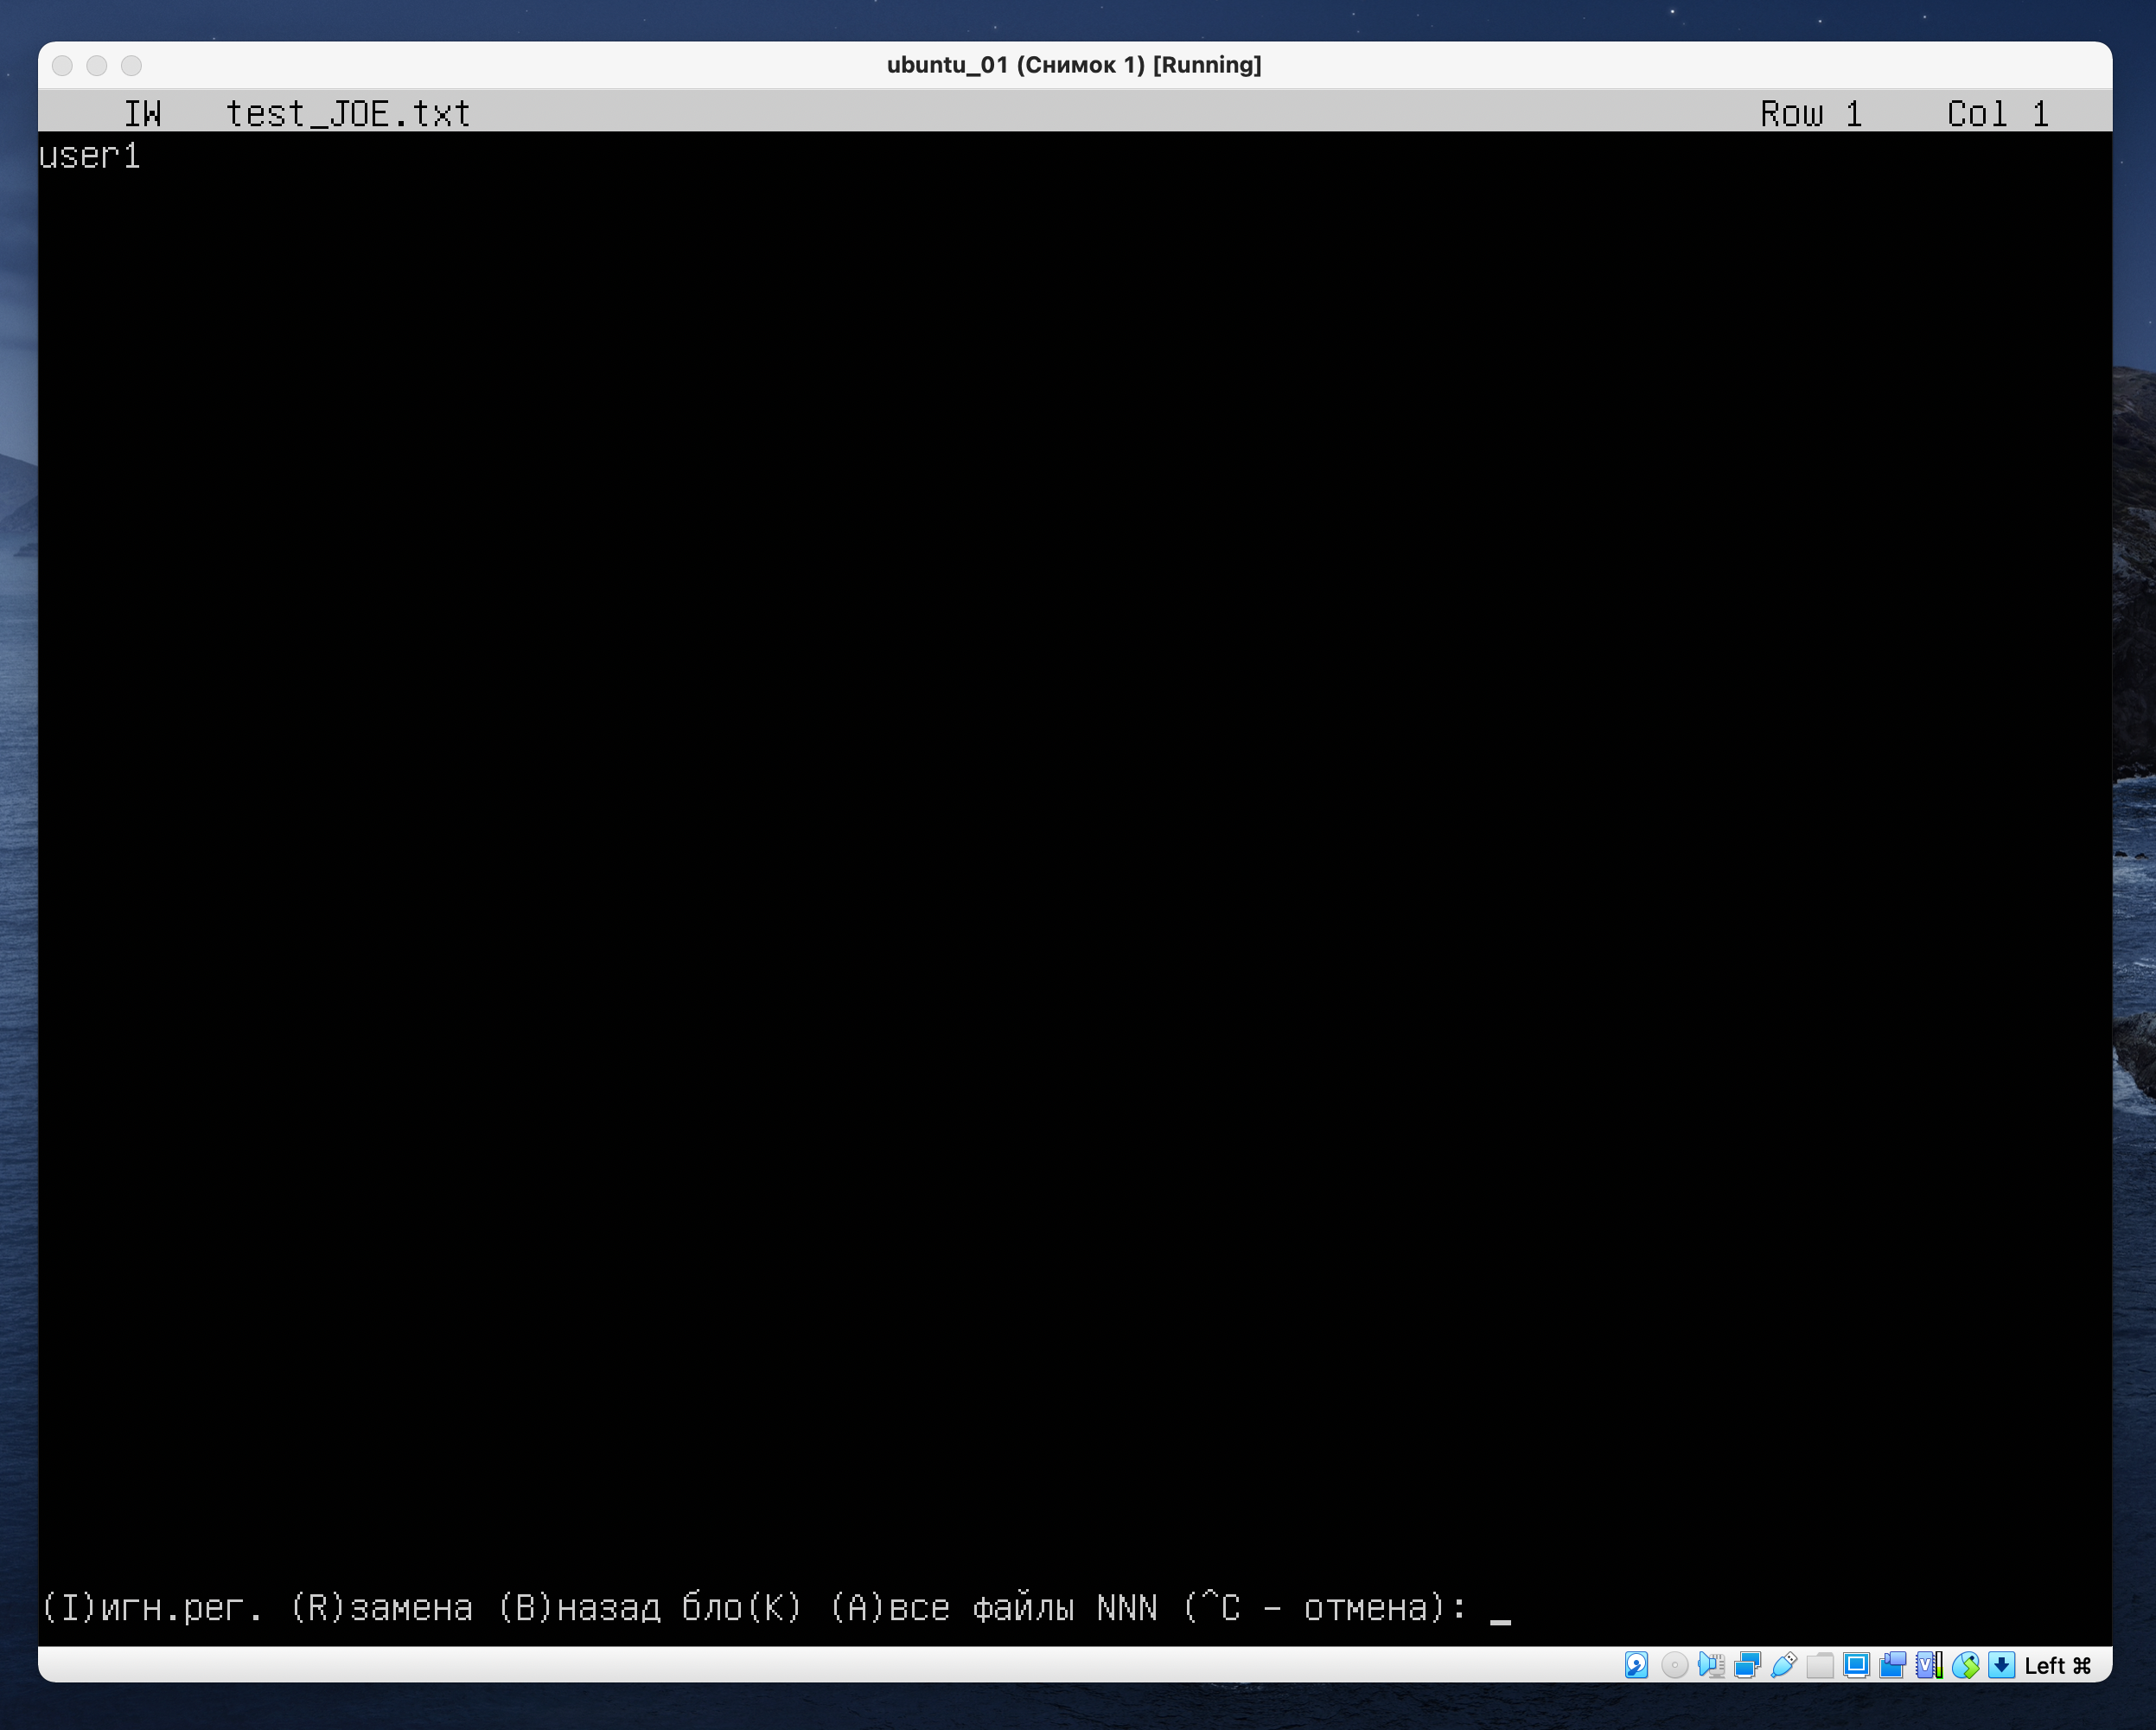 ubuntu_01 (Снимок 1) [Running]
IW test_JOE.txt Row 1 Col 1
user1
(I)игн.рег. (R)замена (B)назад бло(K) (A)все файлы NNN (^C - отмена): _
Left ⌘